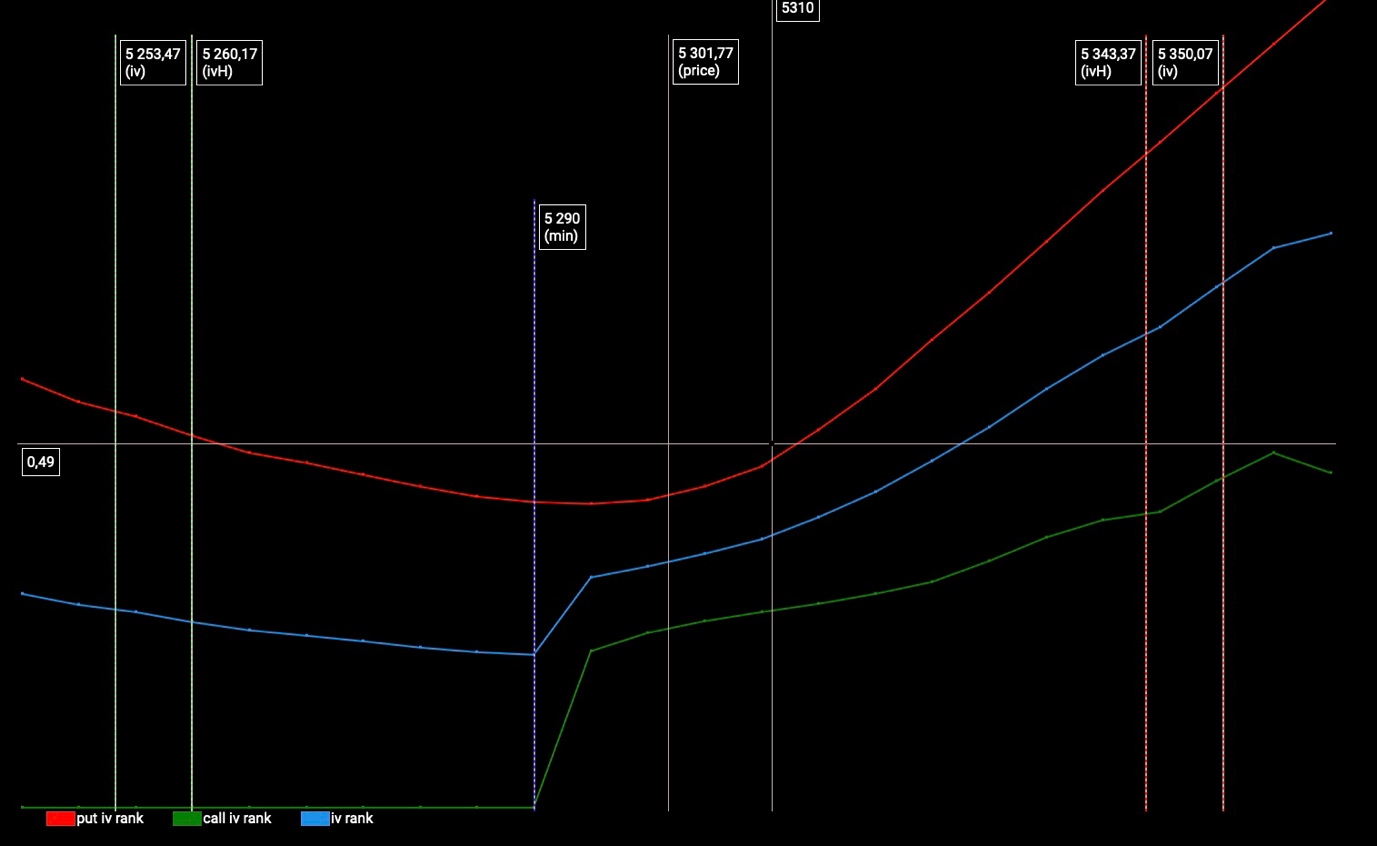 5310
5 253,47
(iv)
5 260,17
(ivH)
5 301,77
(price)
5 343,37
(ivH)
5 350,07
(iv)
5 290
(min)
0,49
put iv rank
call iv rank
iv rank